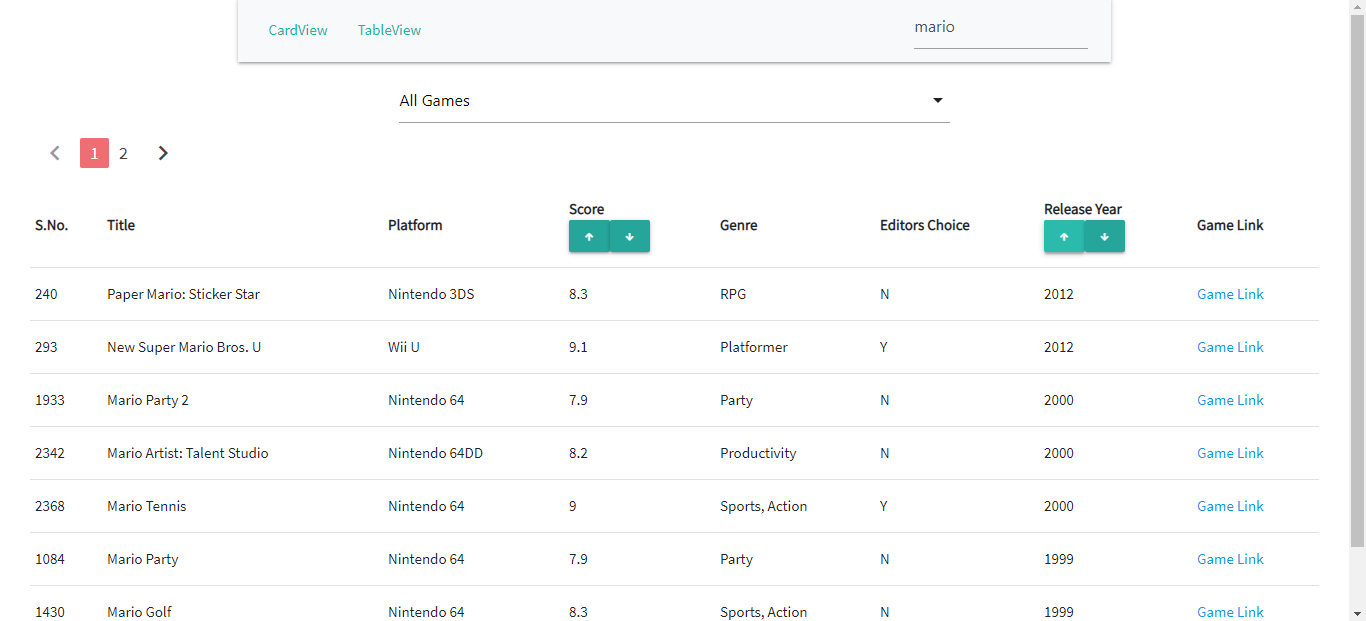 CardView TableView mario
All Games
1 2
S.No. Title Platform Score Genre Editors Choice Release Year Game Link
240 Paper Mario: Sticker Star Nintendo 3DS 8.3 RPG N 2012 Game Link
293 New Super Mario Bros. U Wii U 9.1 Platformer Y 2012 Game Link
1933 Mario Party 2 Nintendo 64 7.9 Party N 2000 Game Link
2342 Mario Artist: Talent Studio Nintendo 64DD 8.2 Productivity N 2000 Game Link
2368 Mario Tennis Nintendo 64 9 Sports, Action Y 2000 Game Link
1084 Mario Party Nintendo 64 7.9 Party N 1999 Game Link
1430 Mario Golf Nintendo 64 8.3 Sports, Action N 1999 Game Link